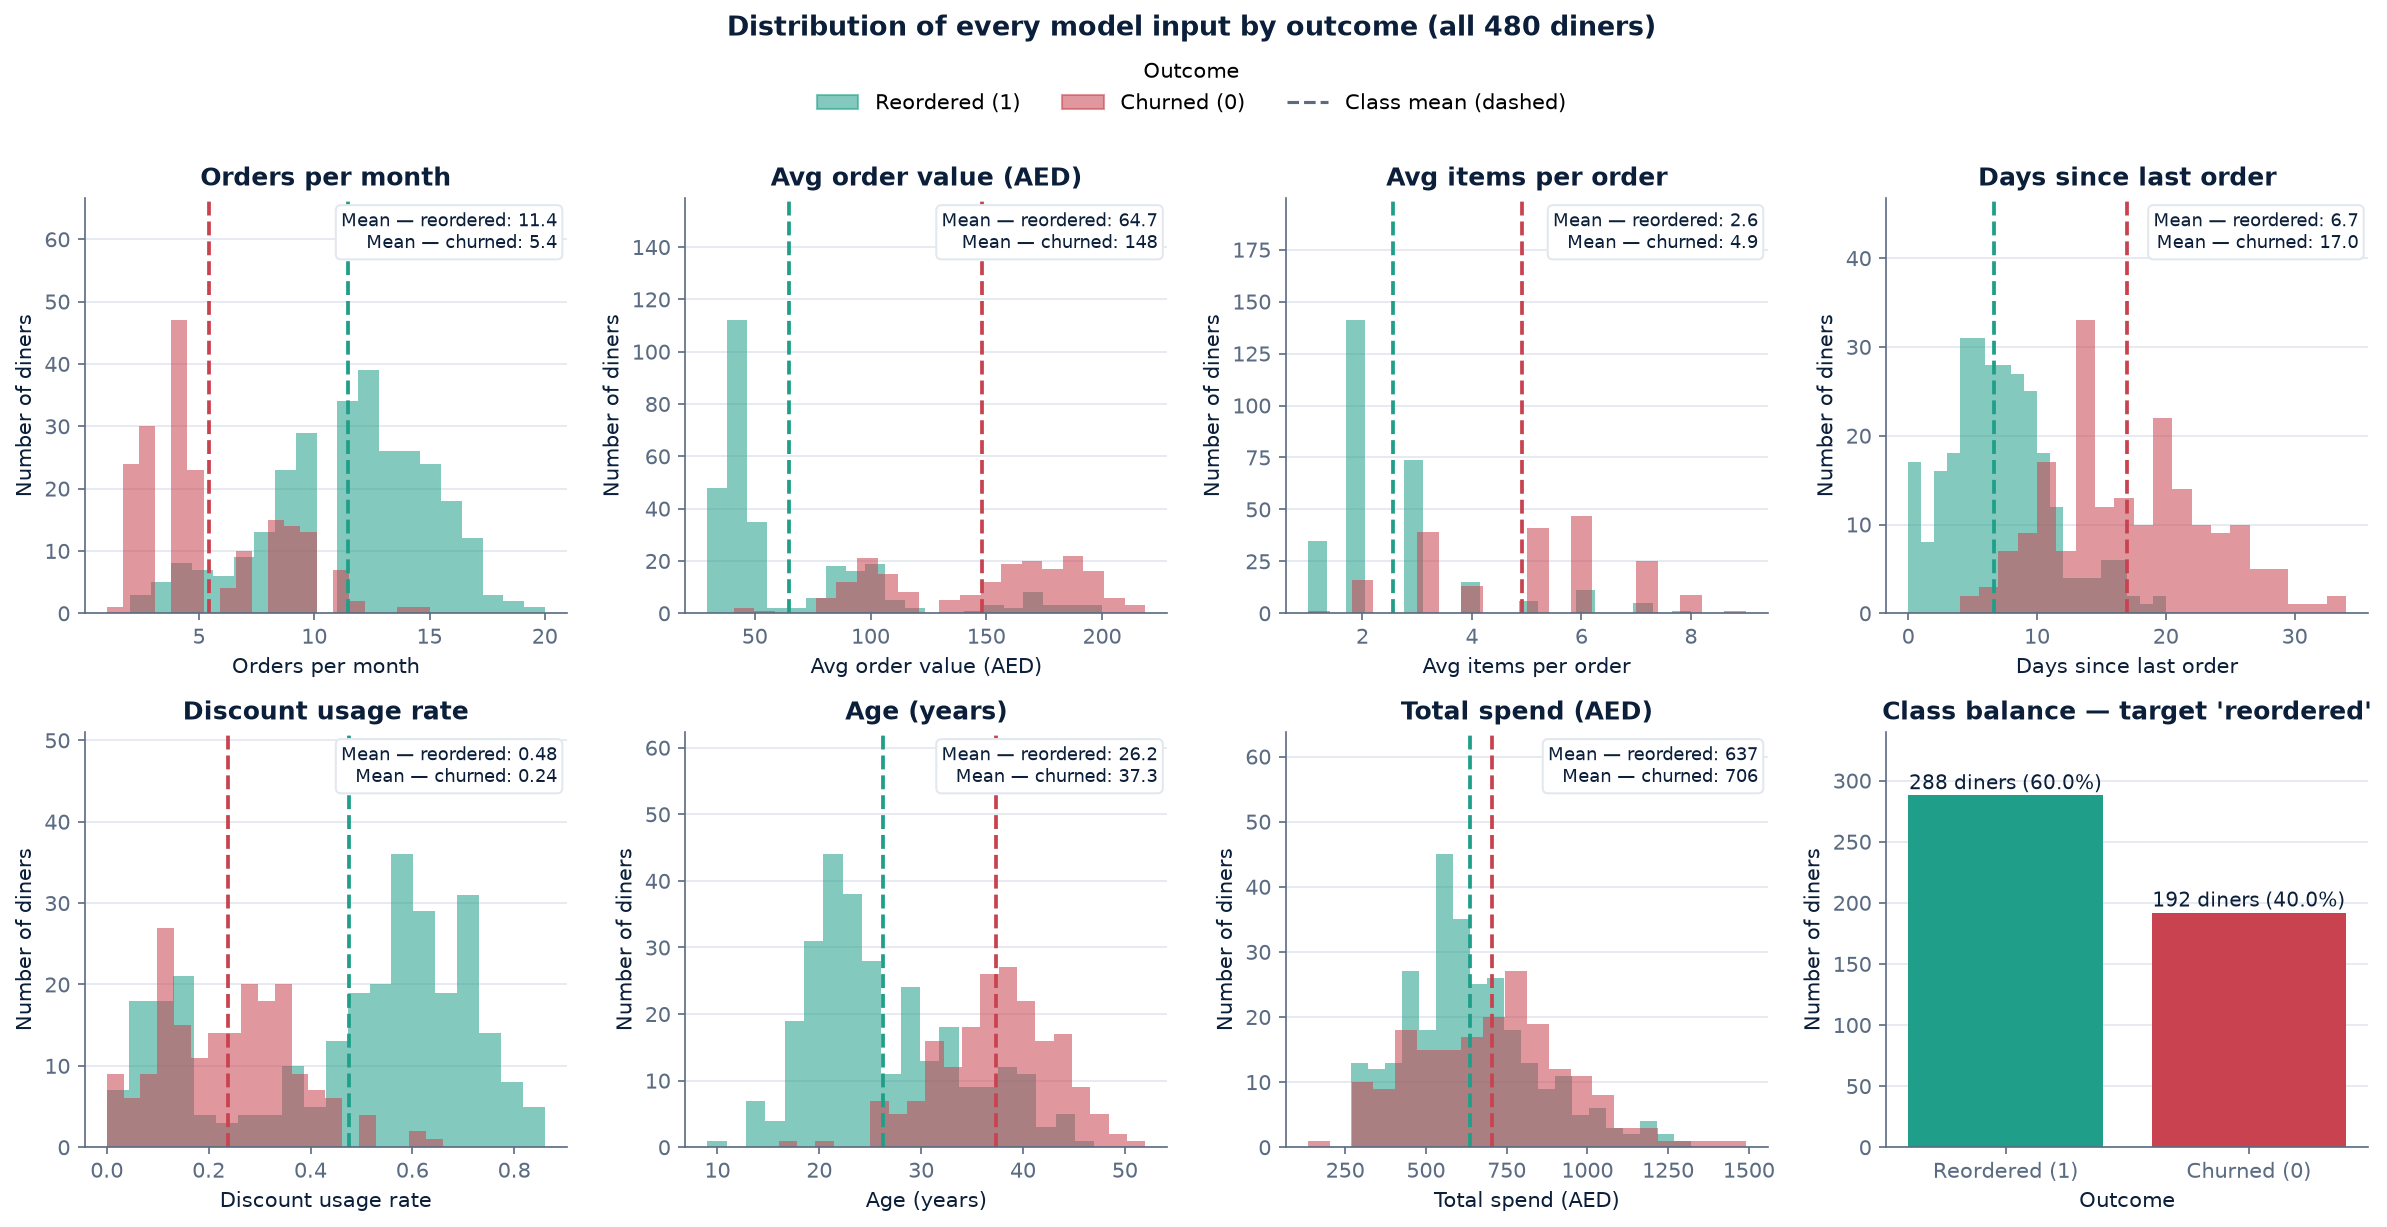 Distribution of every model input by outcome (all 480 diners)
Outcome
Reordered (1)
Churned (0)
Class mean (dashed)
Orders per month
Mean — reordered: 11.4
Mean — churned: 5.4
Number of diners
0
10
20
30
40
50
60
5
10
15
20
Orders per month
Avg order value (AED)
Mean — reordered: 64.7
Mean — churned: 148
Number of diners
0
20
40
60
80
100
120
140
50
100
150
200
Avg order value (AED)
Avg items per order
Mean — reordered: 2.6
Mean — churned: 4.9
Number of diners
0
25
50
75
100
125
150
175
2
4
6
8
Avg items per order
Days since last order
Mean — reordered: 6.7
Mean — churned: 17.0
Number of diners
0
10
20
30
40
0
10
20
30
Days since last order
Discount usage rate
Mean — reordered: 0.48
Mean — churned: 0.24
Number of diners
0
10
20
30
40
50
0.0
0.2
0.4
0.6
0.8
Discount usage rate
Age (years)
Mean — reordered: 26.2
Mean — churned: 37.3
Number of diners
0
10
20
30
40
50
60
10
20
30
40
50
Age (years)
Total spend (AED)
Mean — reordered: 637
Mean — churned: 706
Number of diners
0
10
20
30
40
50
60
250
500
750
1000
1250
1500
Total spend (AED)
Class balance — target 'reordered'
288 diners (60.0%)
192 diners (40.0%)
Number of diners
0
50
100
150
200
250
300
Reordered (1)
Churned (0)
Outcome